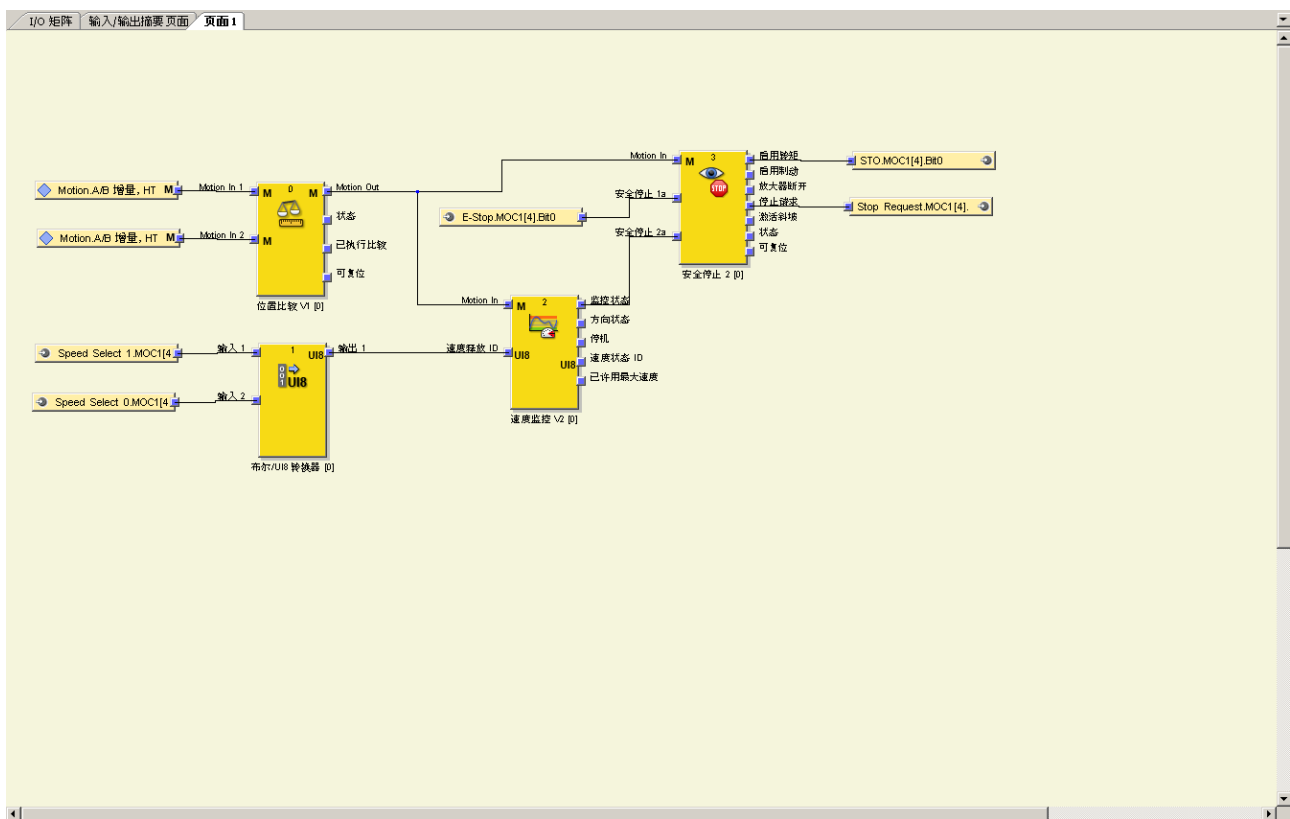 I/O 矩阵 输入/输出摘要页面 页面 1
Motion In M 3 启用转矩 STO.MOC1[4].Bit0
启用制动
STOP 放大器断开
Motion.A/B 增量, HT M Motion In 1 M 0 M Motion Out 安全停止 1a 停止请求 Stop Request.MOC1[4].
状态 E-Stop.MOC1[4].Bit0 激活斜坡
Motion.A/B 增量, HT M Motion In 2 M 已执行比较 安全停止 2a 状态
可复位 可复位
安全停止 2 [0]
位置比较 V1 [0] Motion In M 2 监控状态
方向状态
停机
Speed Select 1.MOC1[4 输入 1 1 UI8 输出 1 速度释放 ID UI8 速度状态 ID
UI8 UI8 已许用最大速度
Speed Select 0.MOC1[4 输入 2
速度监控 V2 [0]
布尔/UI8 转换器 [0]